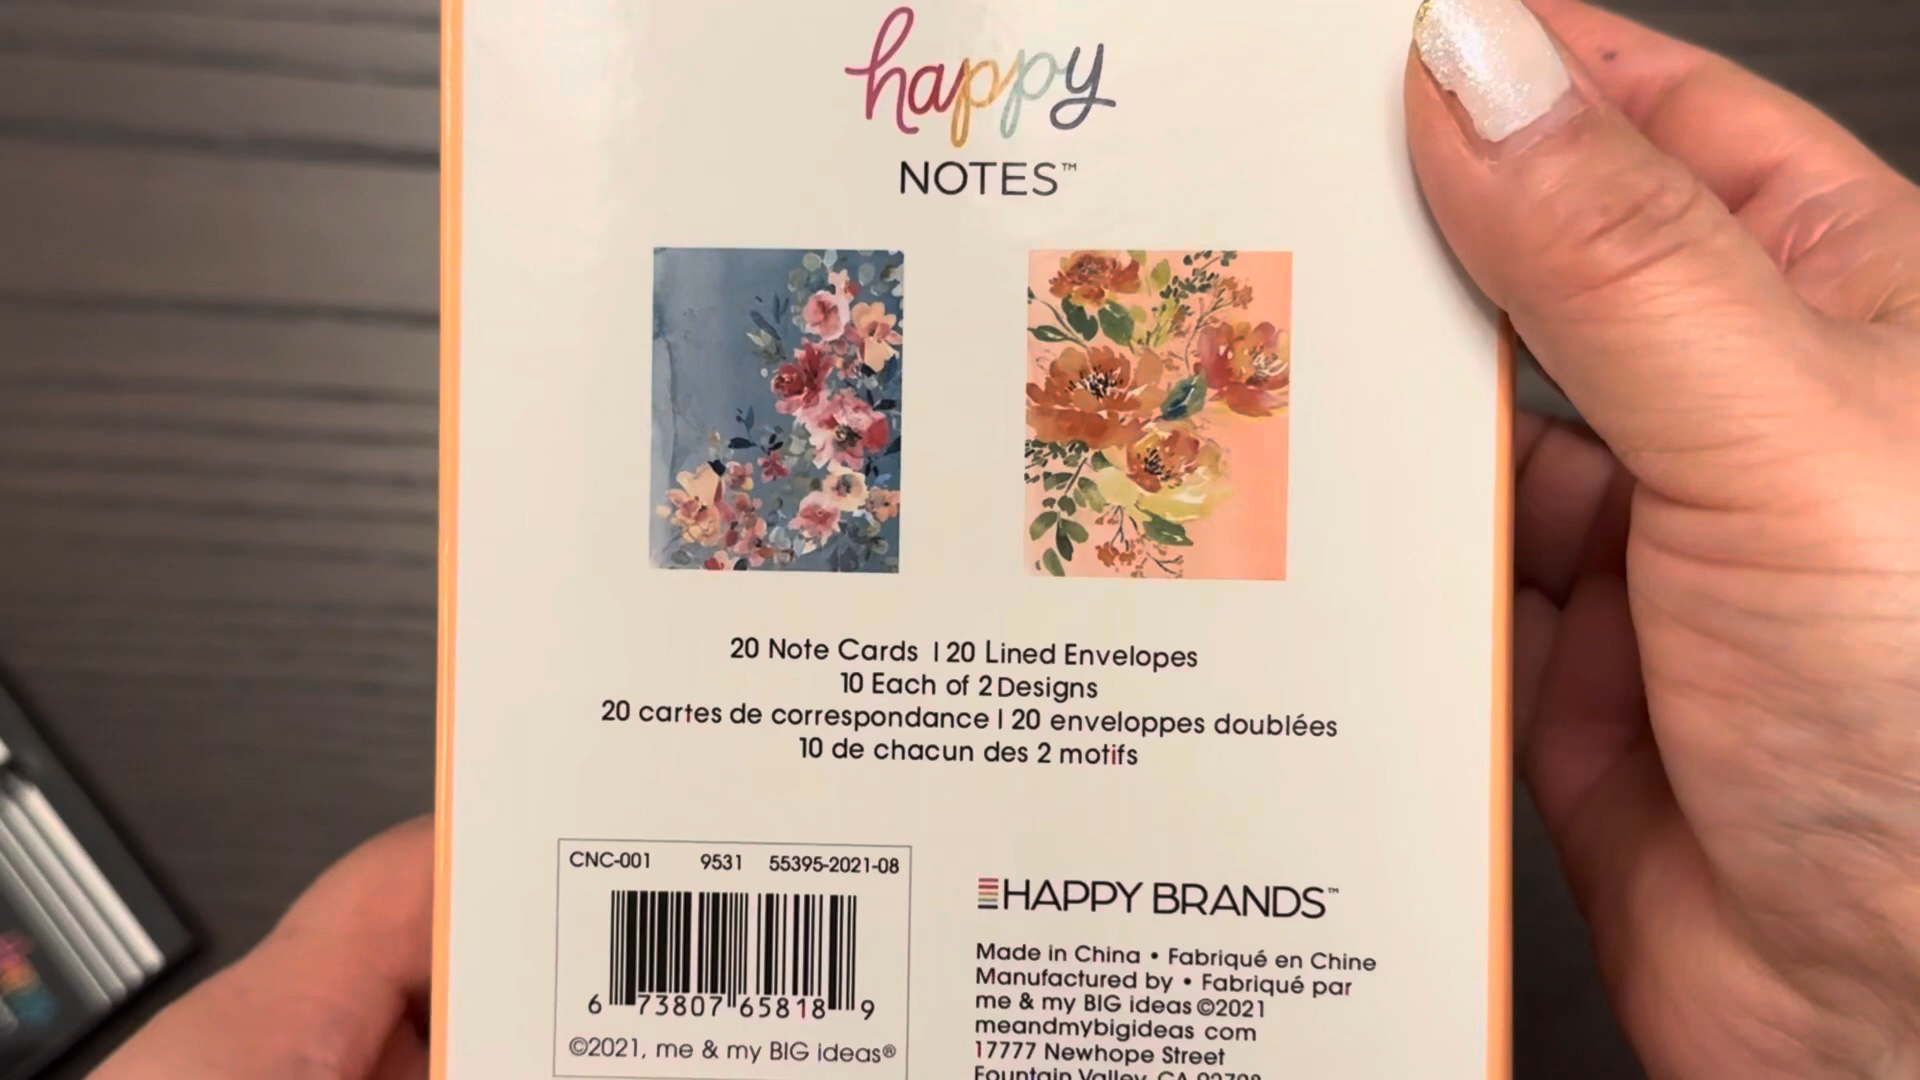 happy
NOTES™
20 Note Cards | 20 Lined Envelopes
10 Each of 2 Designs
20 cartes de correspondance | 20 enveloppes doublées
10 de chacun des 2 motifs
CNC-001 9531 55395-2021-08
6 73807 65818 9
©2021, me & my BIG ideas®
HAPPY BRANDS™
Made in China • Fabriqué en Chine
Manufactured by • Fabriqué par
me & my BIG ideas ©2021
meandmybigideas com
17777 Newhope Street
Fountain Valley, CA